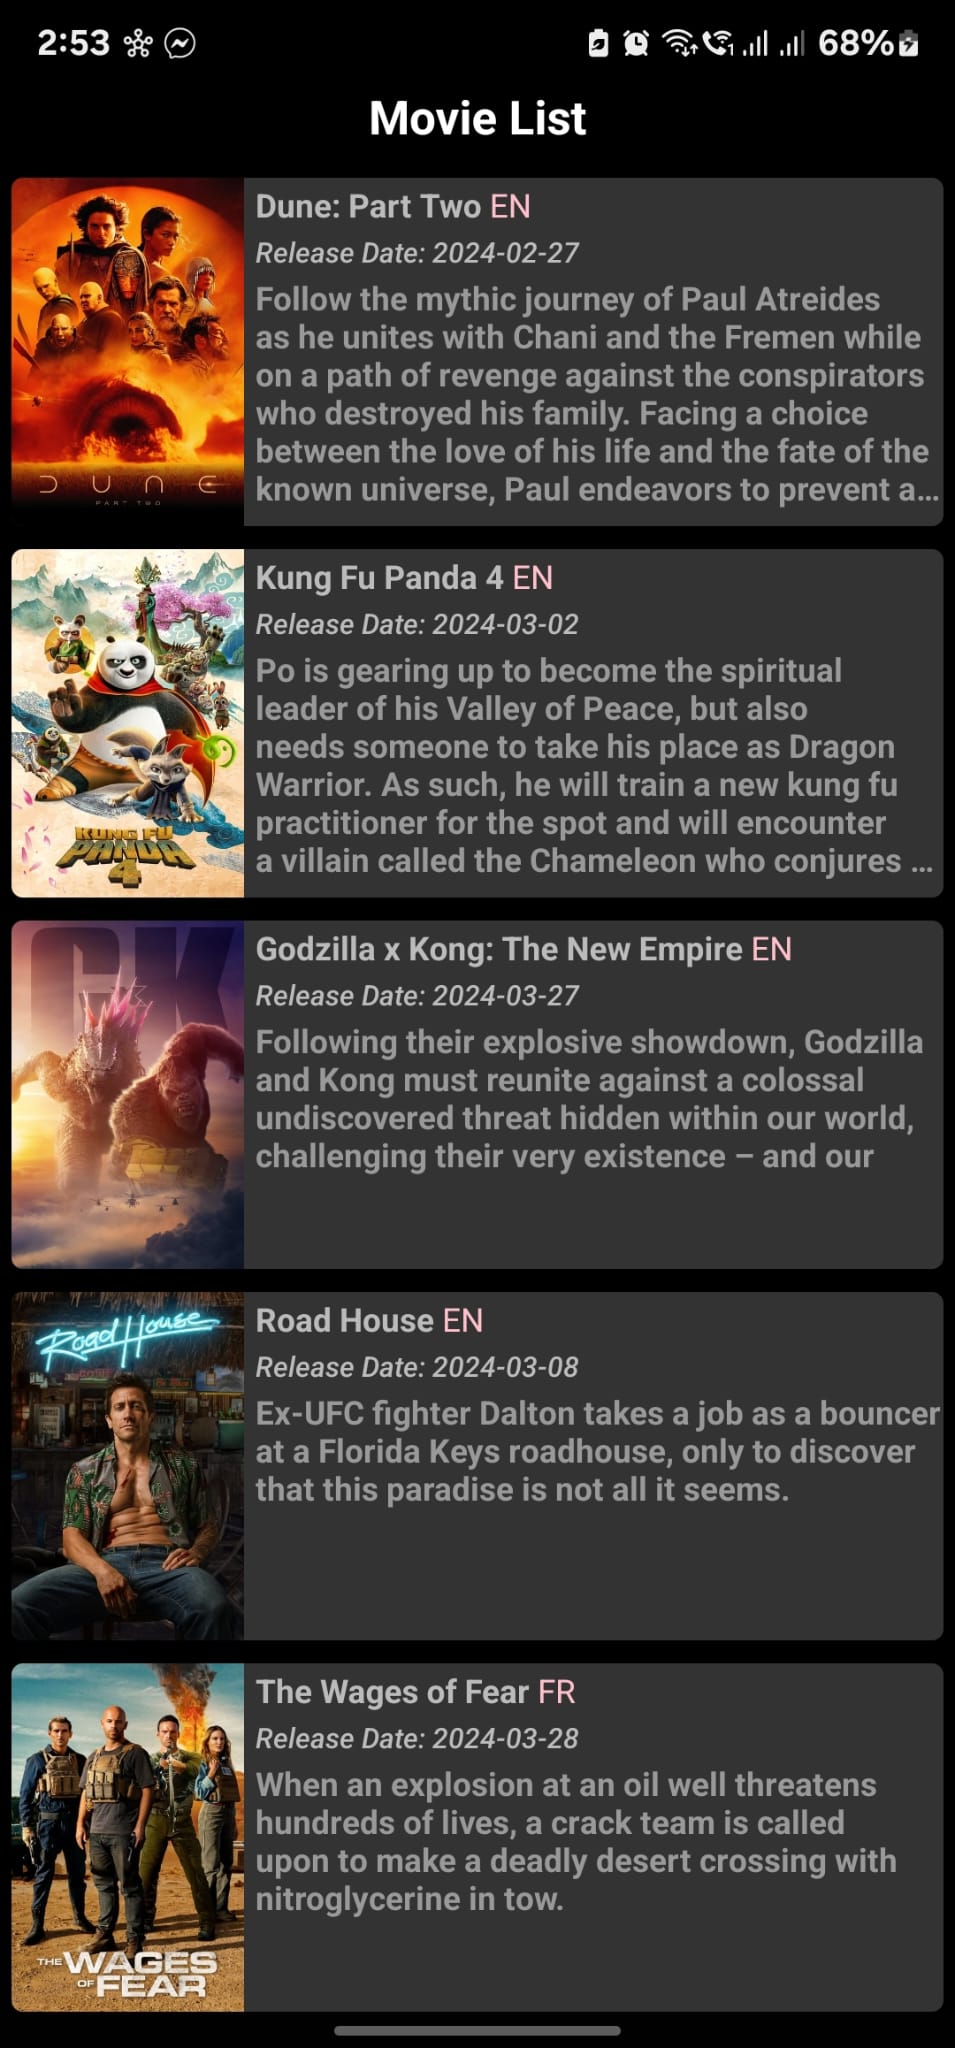 2:53 68%
Movie List
Dune: Part Two EN
Release Date: 2024-02-27
Follow the mythic journey of Paul Atreides
as he unites with Chani and the Fremen while
on a path of revenge against the conspirators
who destroyed his family. Facing a choice
between the love of his life and the fate of the
known universe, Paul endeavors to prevent a...
DUNE
PART TWO
Kung Fu Panda 4 EN
Release Date: 2024-03-02
Po is gearing up to become the spiritual
leader of his Valley of Peace, but also
needs someone to take his place as Dragon
Warrior. As such, he will train a new kung fu
practitioner for the spot and will encounter
a villain called the Chameleon who conjures ...
KUNG FU
PANDA
4
GK
Godzilla x Kong: The New Empire EN
Release Date: 2024-03-27
Following their explosive showdown, Godzilla
and Kong must reunite against a colossal
undiscovered threat hidden within our world,
challenging their very existence – and our
Road House
Road House EN
Release Date: 2024-03-08
Ex-UFC fighter Dalton takes a job as a bouncer
at a Florida Keys roadhouse, only to discover
that this paradise is not all it seems.
The Wages of Fear FR
Release Date: 2024-03-28
When an explosion at an oil well threatens
hundreds of lives, a crack team is called
upon to make a deadly desert crossing with
nitroglycerine in tow.
THE WAGES
OF FEAR